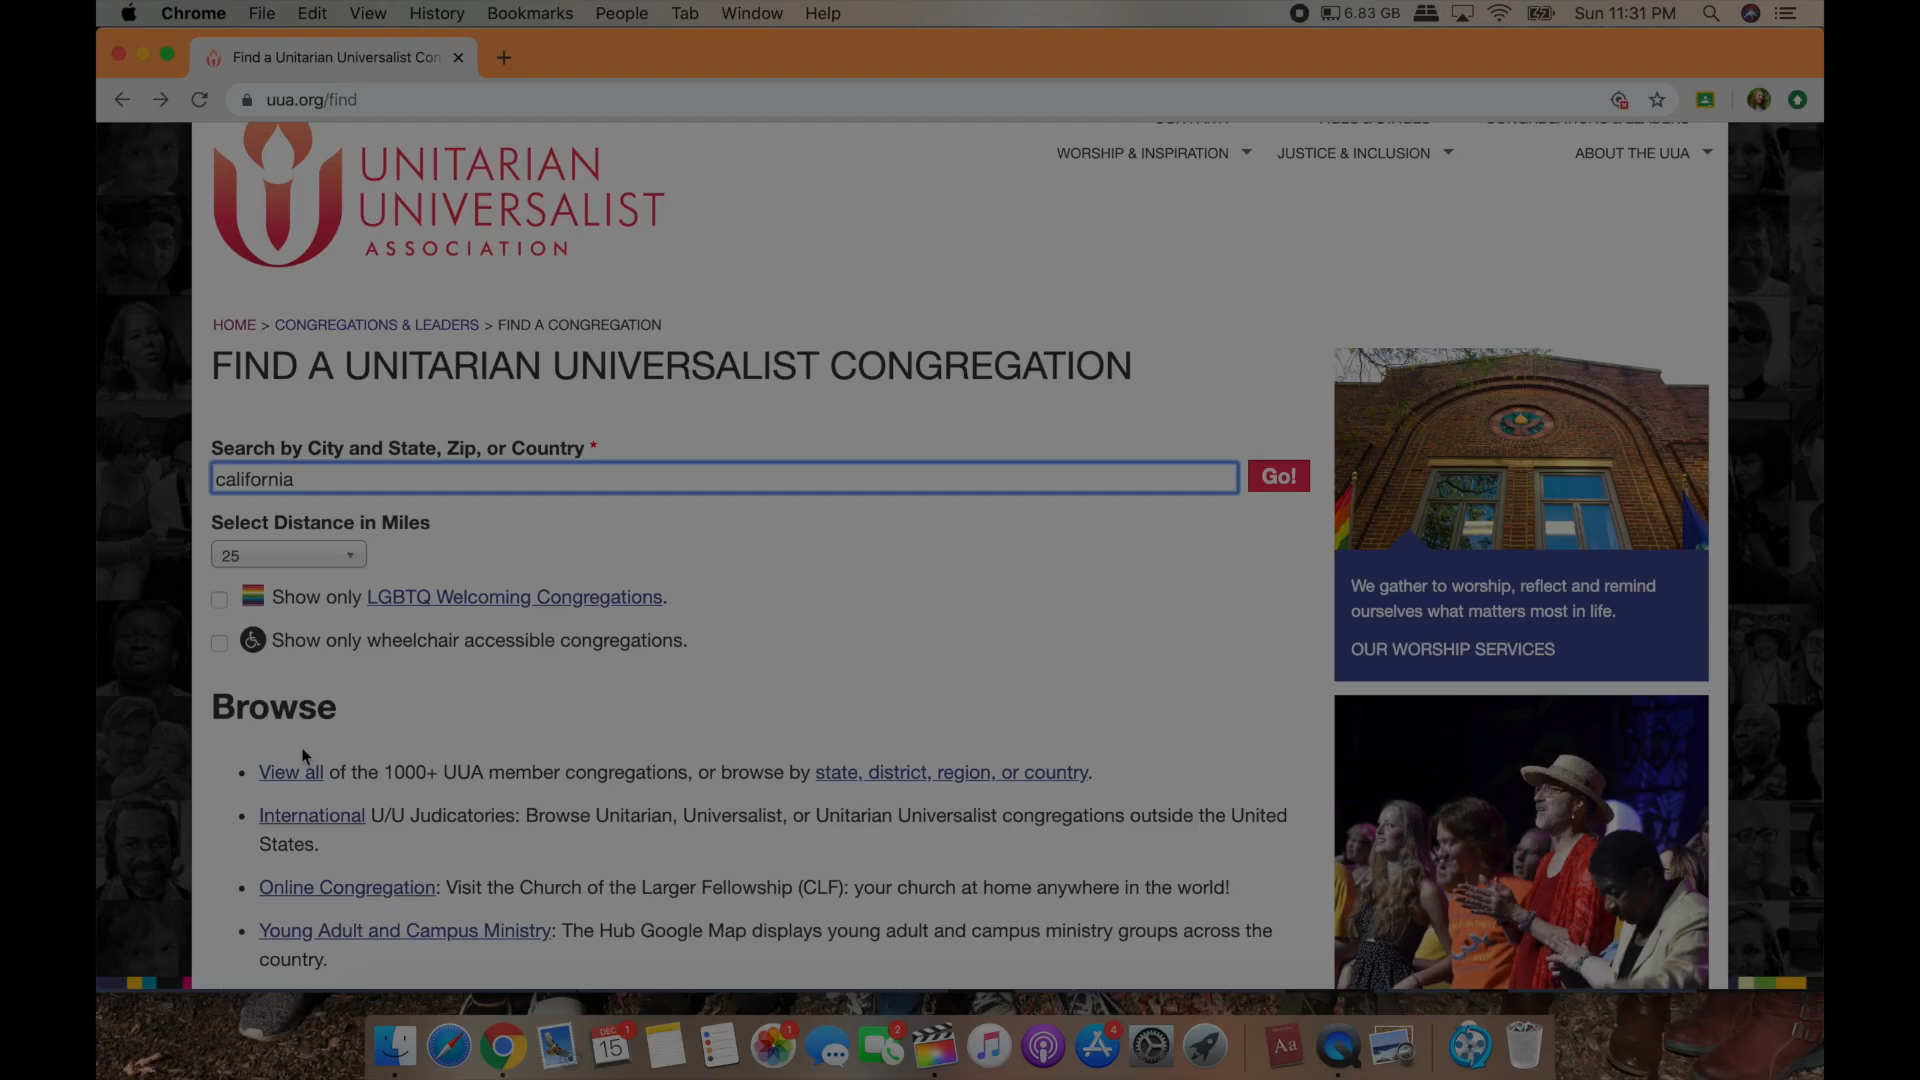 Chrome File Edit View History Bookmarks People Tab Window Help 6.83 GB Sun 11:31 PM
Find a Unitarian Universalist Con
uua.org/find
WORSHIP & INSPIRATION JUSTICE & INCLUSION ABOUT THE UUA
UNITARIAN
UNIVERSALIST
ASSOCIATION
HOME > CONGREGATIONS & LEADERS > FIND A CONGREGATION
FIND A UNITARIAN UNIVERSALIST CONGREGATION
Search by City and State, Zip, or Country *
california
Go!
Select Distance in Miles
25
Show only LGBTQ Welcoming Congregations.
Show only wheelchair accessible congregations.
Browse
• View all of the 1000+ UUA member congregations, or browse by state, district, region, or country.
• International U/U Judicatories: Browse Unitarian, Universalist, or Unitarian Universalist congregations outside the United
States.
• Online Congregation: Visit the Church of the Larger Fellowship (CLF): your church at home anywhere in the world!
• Young Adult and Campus Ministry: The Hub Google Map displays young adult and campus ministry groups across the
country.
We gather to worship, reflect and remind
ourselves what matters most in life.
OUR WORSHIP SERVICES
DEC 1
15
1
2
4
Aa